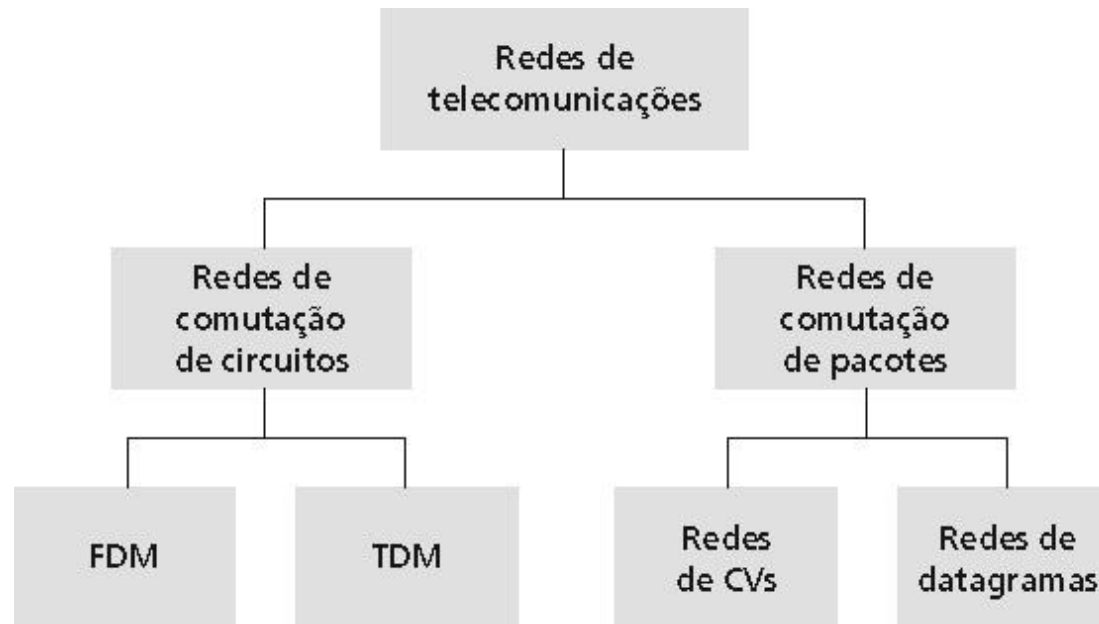 Redes de
telecomunicações
Redes de
comutação
de circuitos
Redes de
comutação
de pacotes
FDM
TDM
Redes
de CVs
Redes de
datagramas